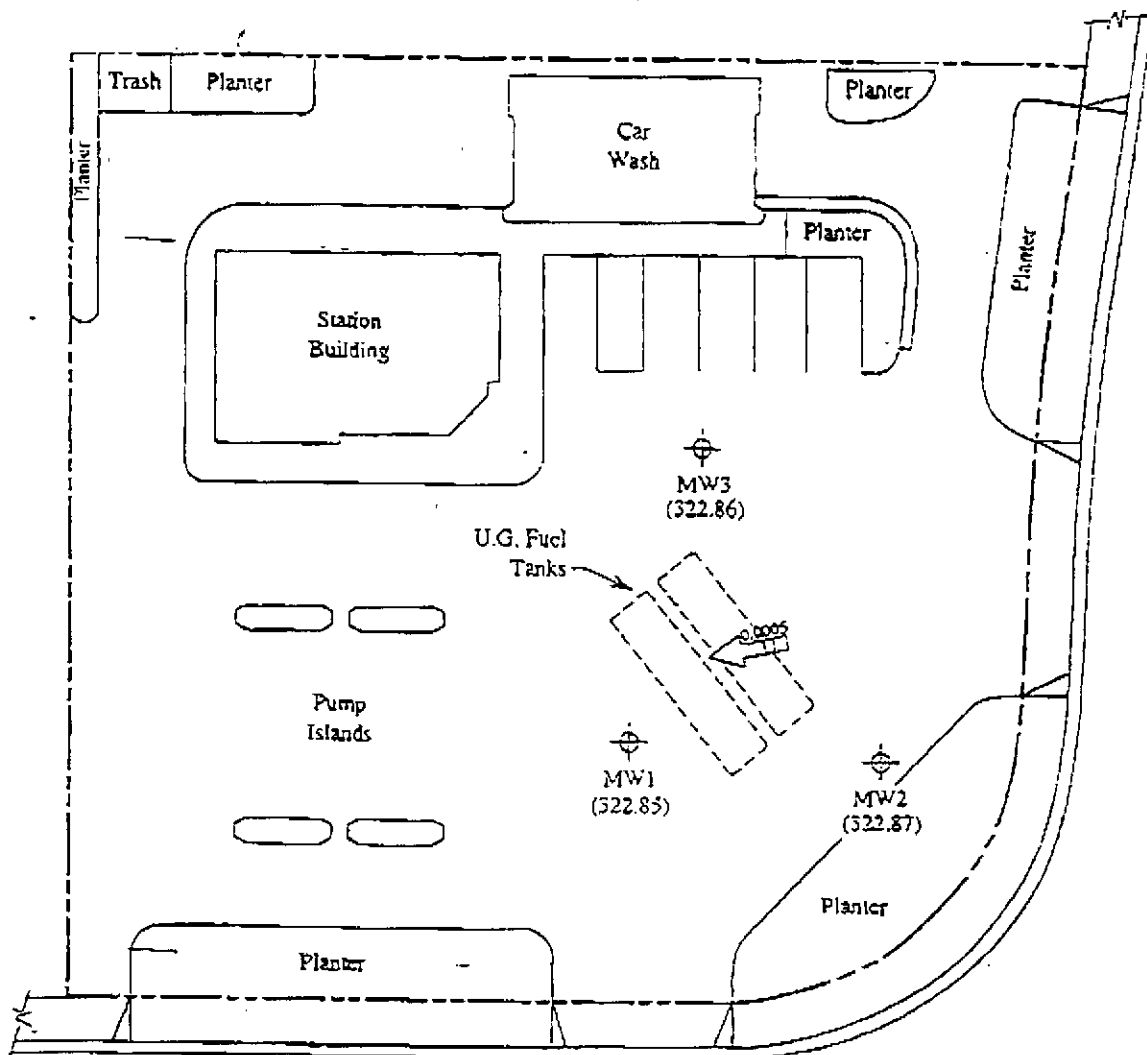 Trash
Planter
Planter
Car
Wash
Planter
Planter
Planter
Station
Building
MW3
(322.86)
U.G. Fuel
Tanks
0.0005
Pump
Islands
MW1
(322.85)
MW2
(322.87)
Planter
Planter
N
N